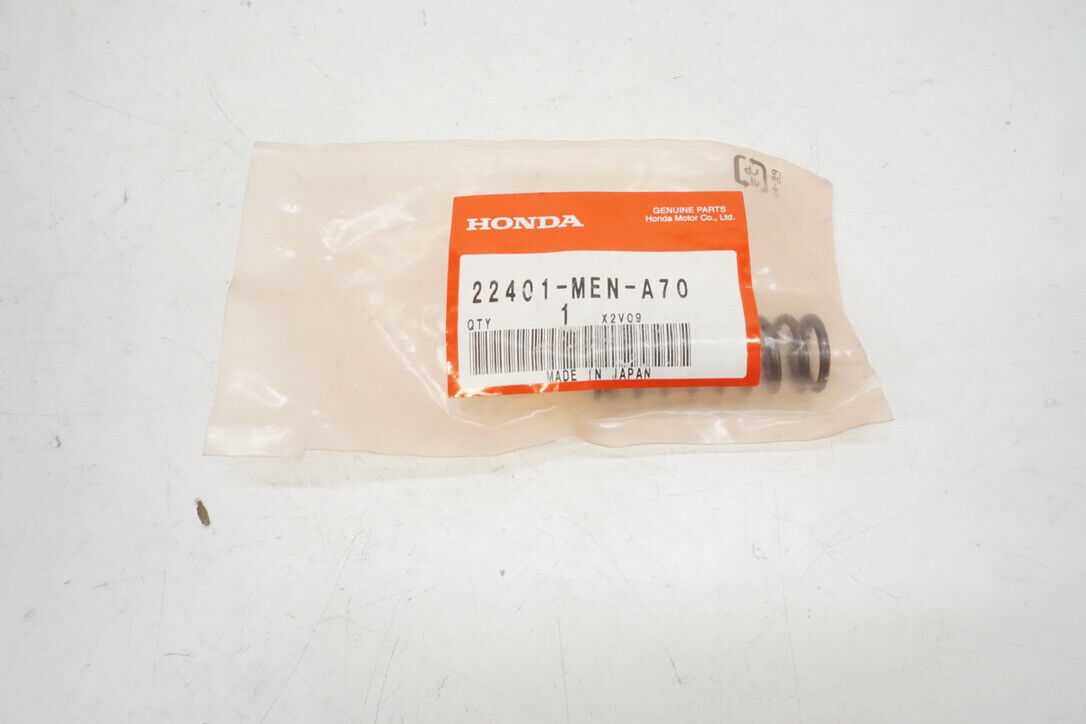 HONDA
GENUINE PARTS
Honda Motor Co., Ltd.
22401-MEN-A70
QTY 1 X2V09
MADE IN JAPAN